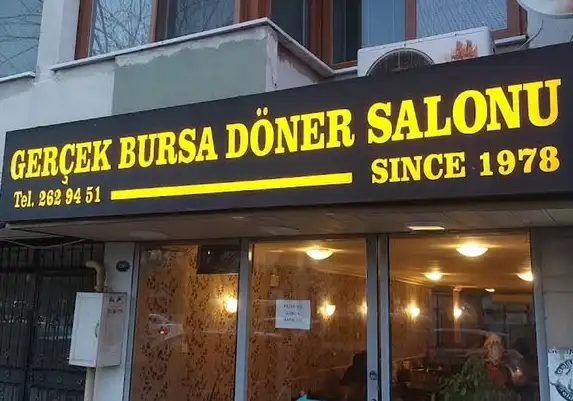 GERÇEK BURSA DÖNER SALONU
Tel. 262 94 51
SINCE 1978